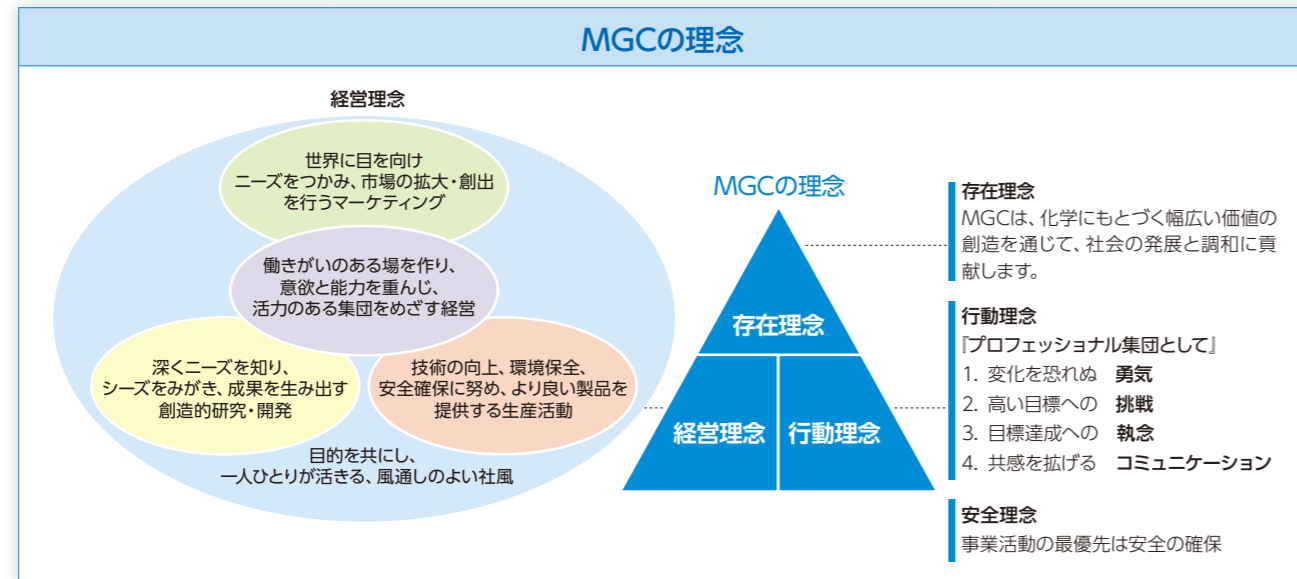 MGCの理念
経営理念
世界に目を向け
ニーズをつかみ、市場の拡大・創出
を行うマーケティング
働きがいのある場を作り、
意欲と能力を重んじ、
活力のある集団をめざす経営
深くニーズを知り、
シーズをみがき、成果を生み出す
創造的研究・開発
技術の向上、環境保全、
安全確保に努め、より良い製品を
提供する生産活動
目的を共にし、
一人ひとりが活きる、風通しのよい社風
MGCの理念
存在理念
経営理念
行動理念
存在理念
MGCは、化学にもとづく幅広い価値の
創造を通じて、社会の発展と調和に貢
献します。
行動理念
『プロフェッショナル集団として』
1. 変化を恐れぬ 勇気
2. 高い目標への 挑戦
3. 目標達成への 執念
4. 共感を拡げる コミュニケーション
安全理念
事業活動の最優先は安全の確保